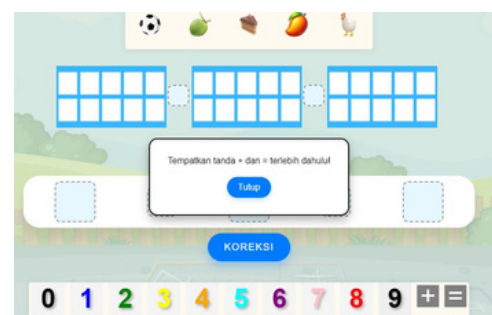 Tempatkan tanda + dan = terlebih dahulu!
Tutup
KOREKSI
0 1 2 3 4 5 6 7 8 9 + =